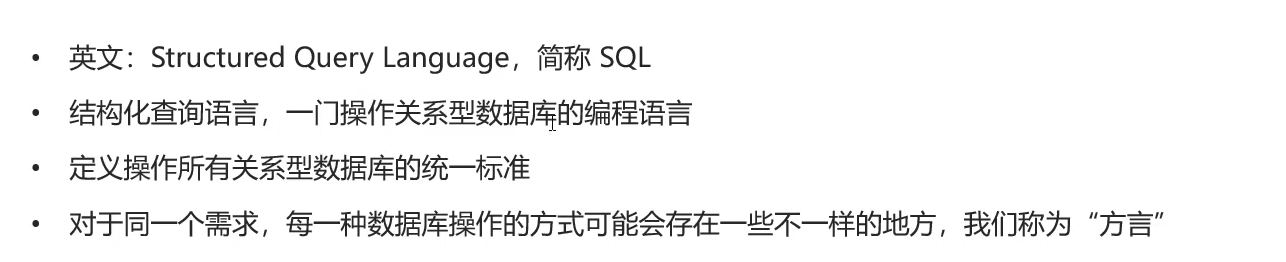 • 英文：Structured Query Language，简称 SQL
• 结构化查询语言，一门操作关系型数据库的编程语言
• 定义操作所有关系型数据库的统一标准
• 对于同一个需求，每一种数据库操作的方式可能会存在一些不一样的地方，我们称为“方言”